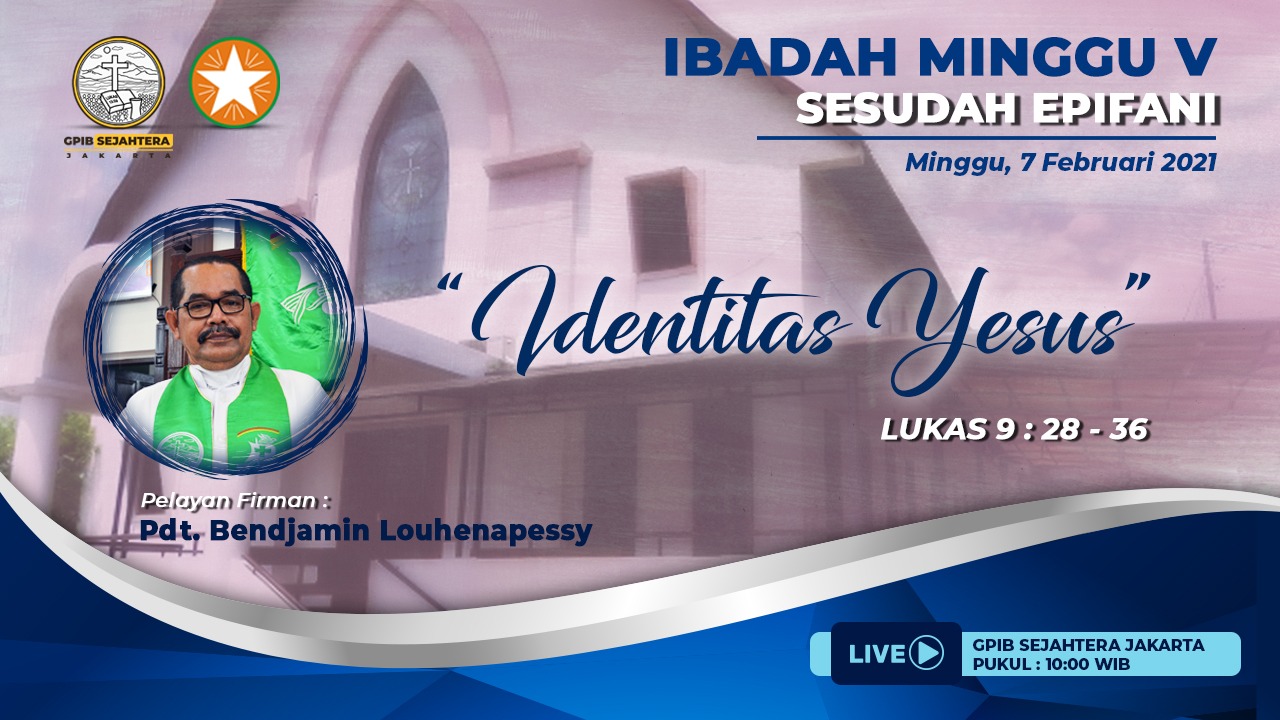 GPIB SEJAHTERA
JAKARTA
IBADAH MINGGU V
SESUDAH EPIFANI
Minggu, 7 Februari 2021
“Identitas Yesus”
LUKAS 9 : 28 - 36
Pelayan Firman :
Pdt. Bendjamin Louhenapessy
LIVE
GPIB SEJAHTERA JAKARTA
PUKUL : 10:00 WIB